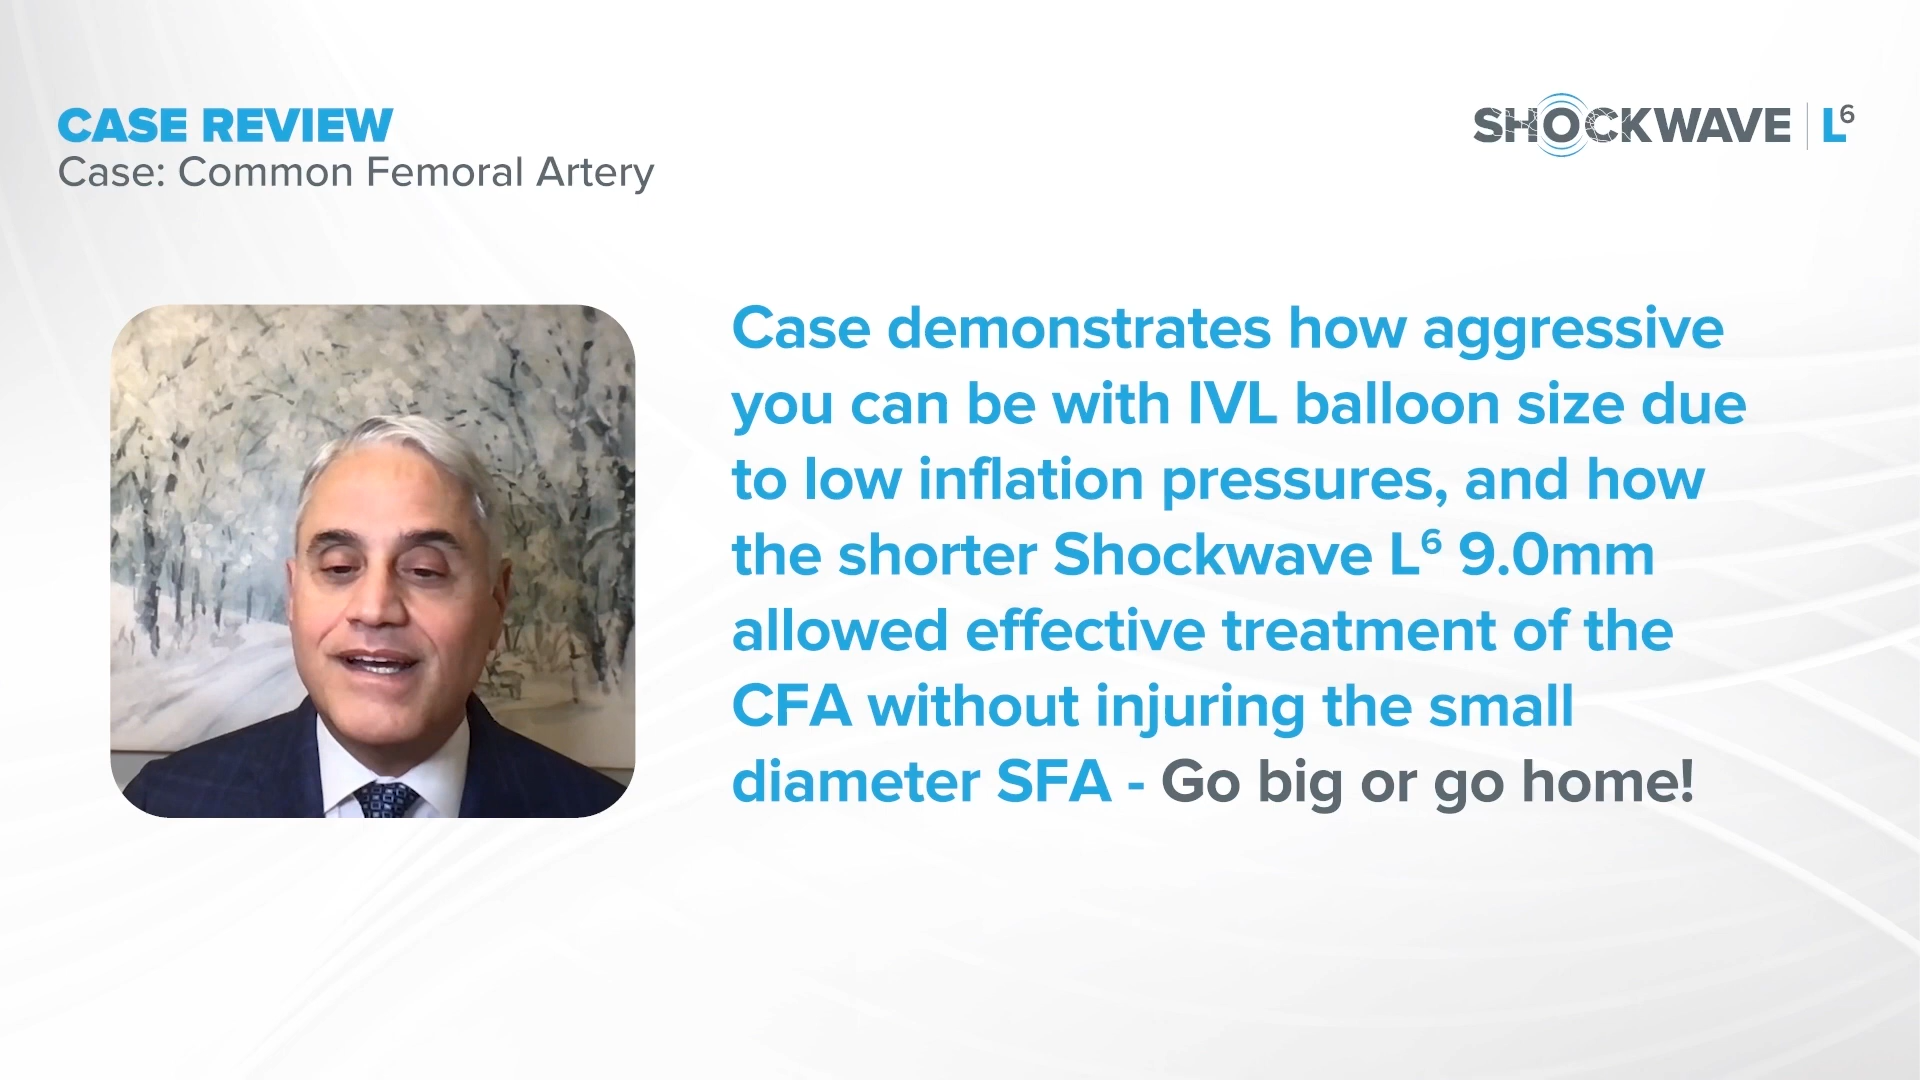 CASE REVIEW
Case: Common Femoral Artery
SHOCKWAVE | L⁶
Case demonstrates how aggressive
you can be with IVL balloon size due
to low inflation pressures, and how
the shorter Shockwave L⁶ 9.0mm
allowed effective treatment of the
CFA without injuring the small
diameter SFA - Go big or go home!